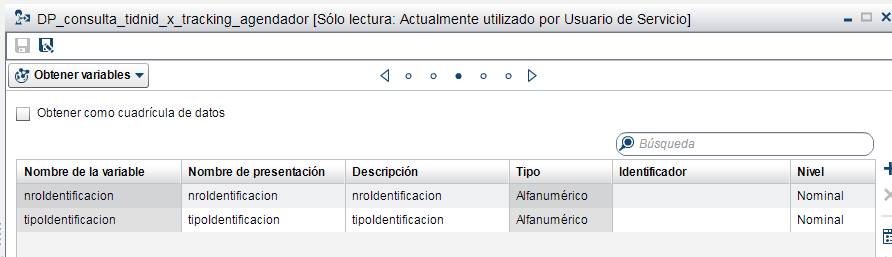 DP_consulta_tidnid_x_tracking_agendador [Sólo lectura: Actualmente utilizado por Usuario de Servicio]
Obtener variables
Obtener como cuadrícula de datos
Búsqueda
Nombre de la variable Nombre de presentación Descripción Tipo Identificador Nivel
nroIdentificacion nroIdentificacion nroIdentificacion Alfanumérico Nominal
tipoIdentificacion tipoIdentificacion tipoIdentificacion Alfanumérico Nominal